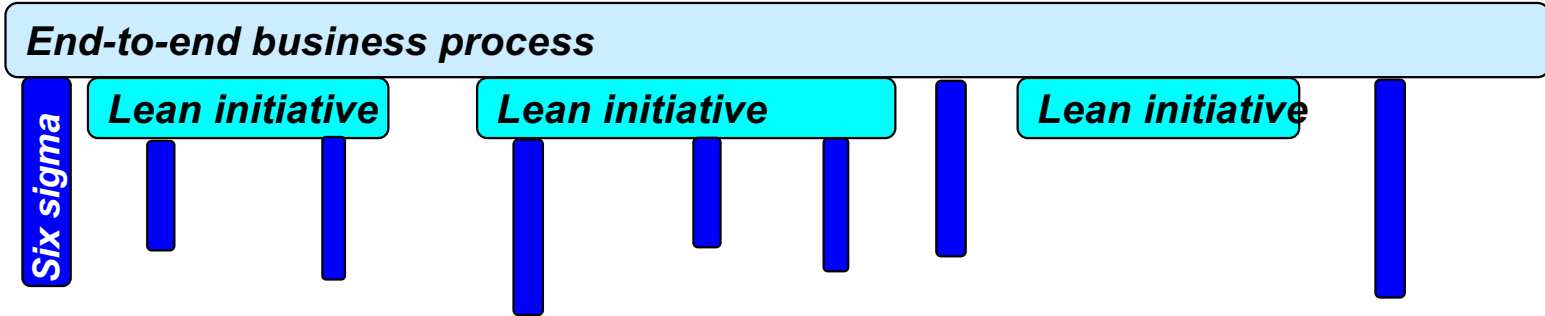 End-to-end business process
Six sigma
Lean initiative
Lean initiative
Lean initiative